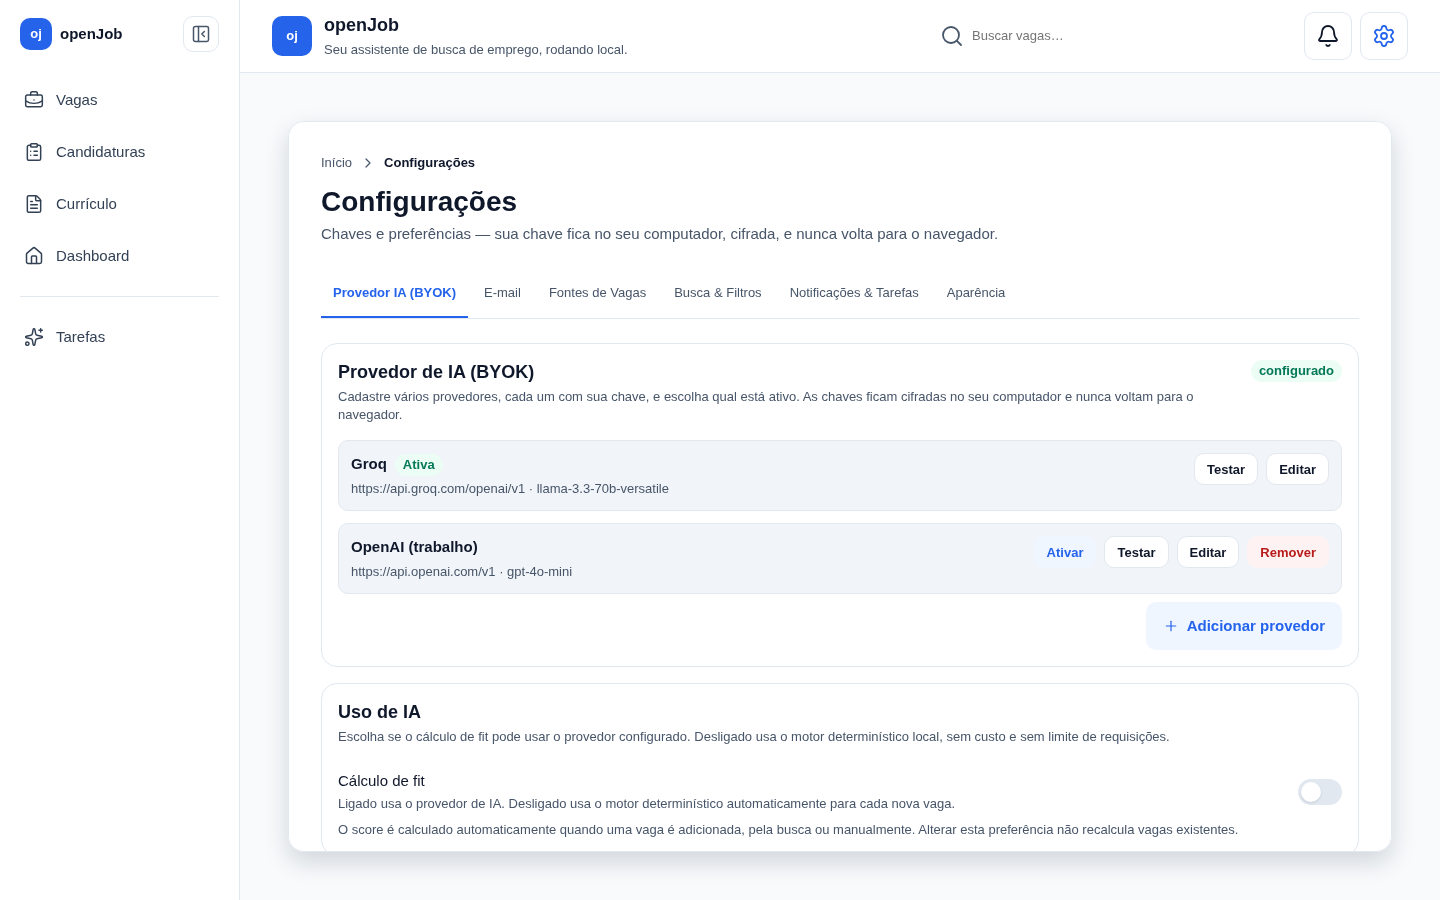 oj openJob
Vagas
Candidaturas
Currículo
Dashboard
Tarefas
oj
openJob
Seu assistente de busca de emprego, rodando local.
Buscar vagas…
Início > Configurações
Configurações
Chaves e preferências — sua chave fica no seu computador, cifrada, e nunca volta para o navegador.
Provedor IA (BYOK) E-mail Fontes de Vagas Busca & Filtros Notificações & Tarefas Aparência
Provedor de IA (BYOK)
configurado
Cadastre vários provedores, cada um com sua chave, e escolha qual está ativo. As chaves ficam cifradas no seu computador e nunca voltam para o
navegador.
Groq Ativa
https://api.groq.com/openai/v1 · llama-3.3-70b-versatile
Testar Editar
OpenAI (trabalho)
https://api.openai.com/v1 · gpt-4o-mini
Ativar Testar Editar Remover
+ Adicionar provedor
Uso de IA
Escolha se o cálculo de fit pode usar o provedor configurado. Desligado usa o motor determinístico local, sem custo e sem limite de requisições.
Cálculo de fit
Ligado usa o provedor de IA. Desligado usa o motor determinístico automaticamente para cada nova vaga.
O score é calculado automaticamente quando uma vaga é adicionada, pela busca ou manualmente. Alterar esta preferência não recalcula vagas existentes.